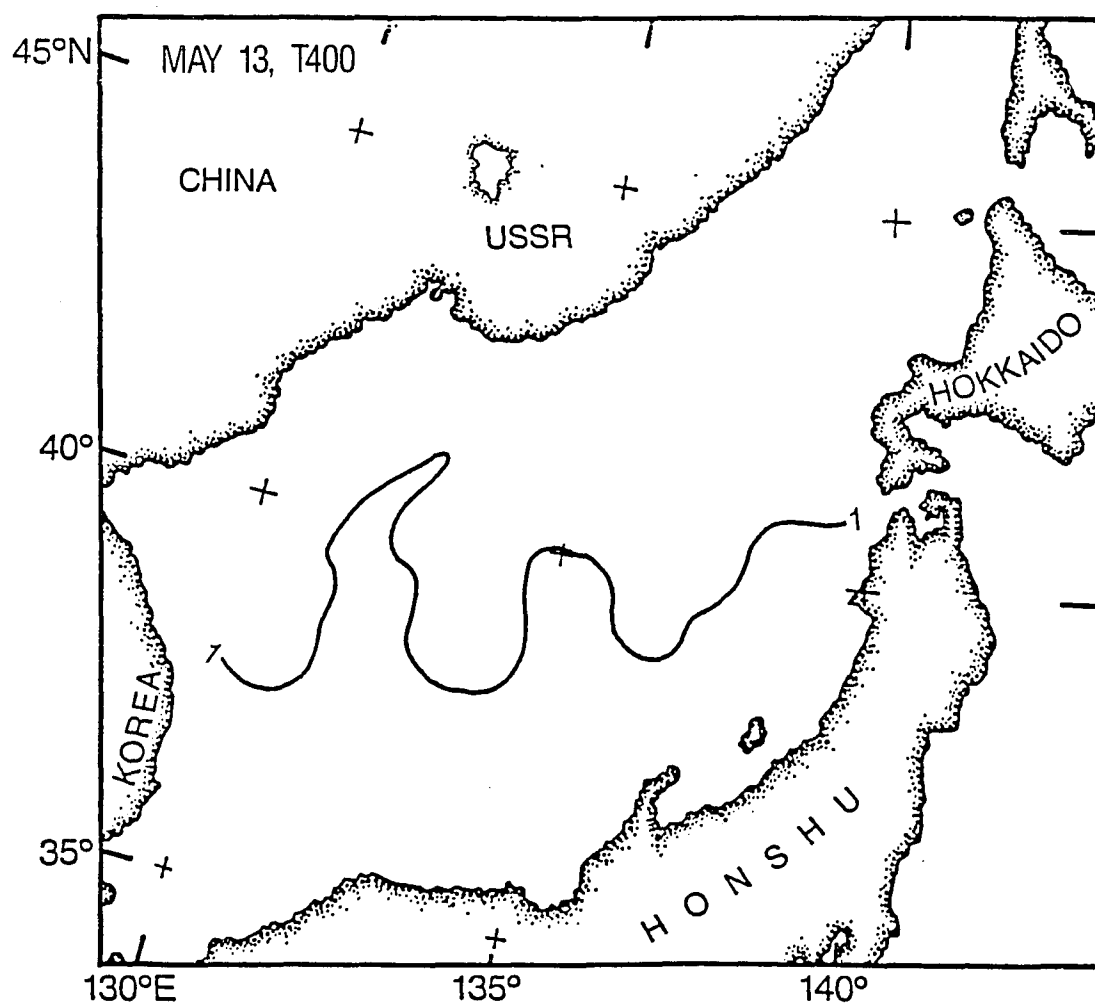 45°N
MAY 13, T400
CHINA
USSR
HOKKAIDO
40°
1
1
KOREA
HONSHU
35°
130°E
135°
140°